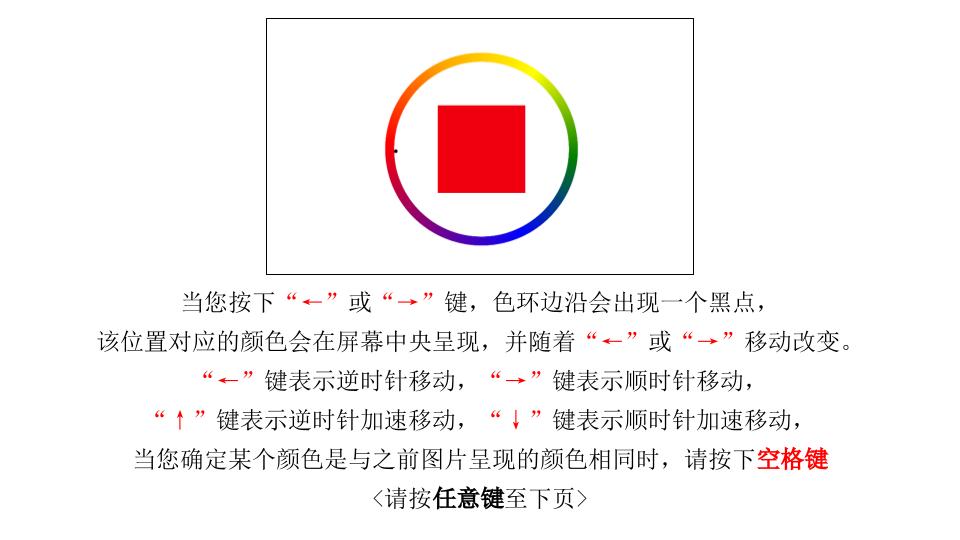 当您按下“←”或“→”键，色环边沿会出现一个黑点，
该位置对应的颜色会在屏幕中央呈现，并随着“←”或“→”移动改变。
“←”键表示逆时针移动，“→”键表示顺时针移动，
“↑”键表示逆时针加速移动，“↓”键表示顺时针加速移动，
当您确定某个颜色是与之前图片呈现的颜色相同时，请按下空格键
<请按任意键至下页>